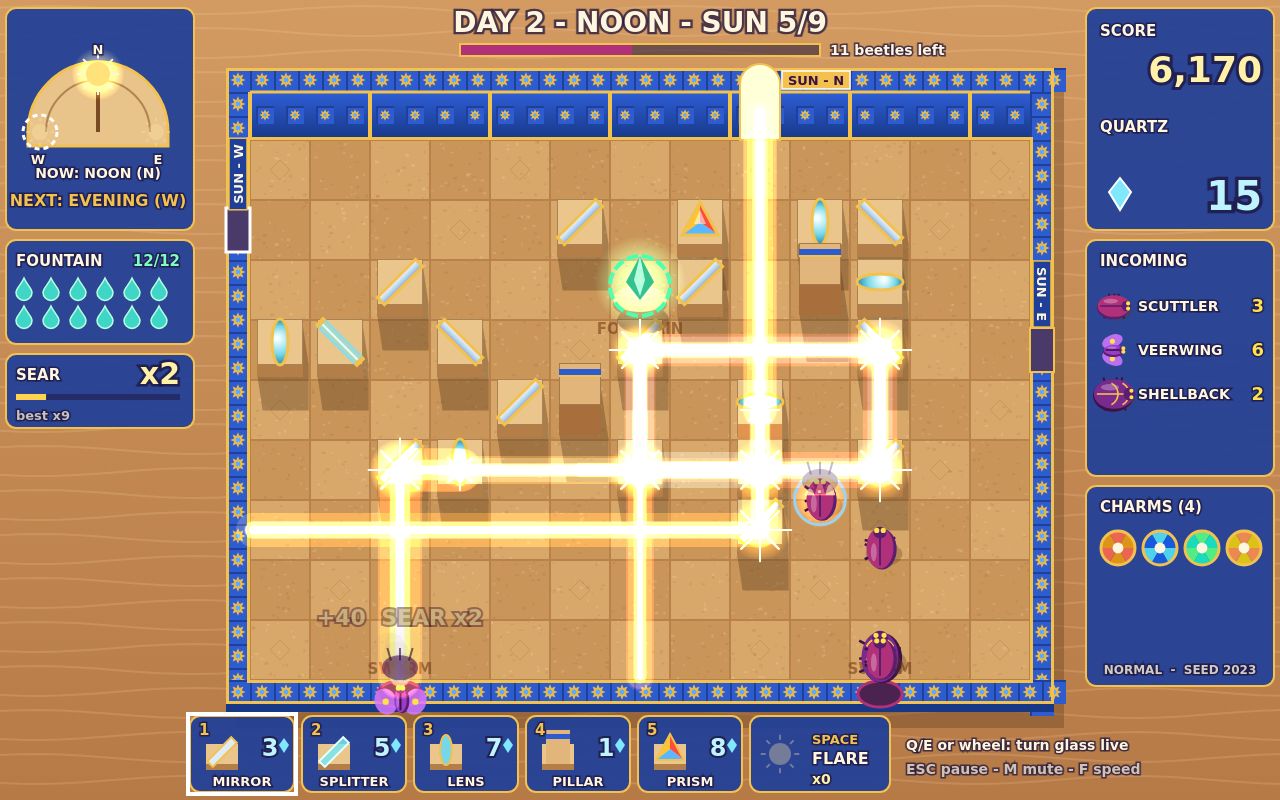 DAY 2 - NOON - SUN 5/9
11 beetles left
N
W
E
NOW: NOON (N)
NEXT: EVENING (W)
FOUNTAIN 12/12
SEAR x2
best x9
SUN - N
SUN - W
SUN - E
+40 SEAR x2
SCORE
6,170
QUARTZ
15
INCOMING
SCUTTLER 3
VEERWING 6
SHELLBACK 2
CHARMS (4)
NORMAL - SEED 2023
1 3
MIRROR
2 5
SPLITTER
3 7
LENS
4 1
PILLAR
5 8
PRISM
SPACE
FLARE
x0
Q/E or wheel: turn glass live
ESC pause - M mute - F speed